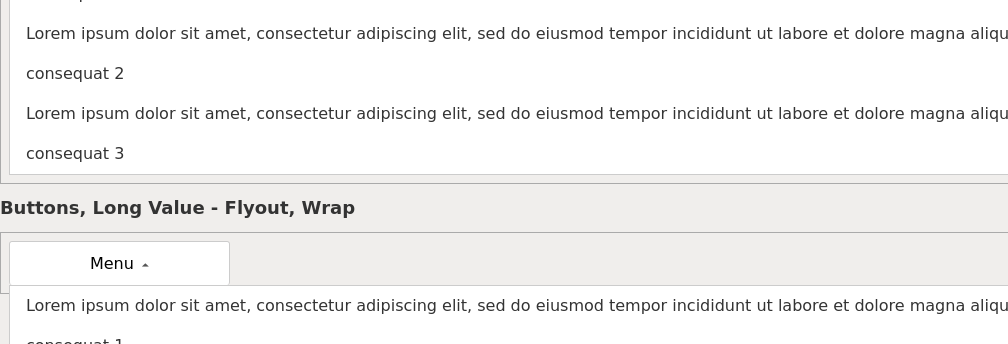 Lorem ipsum dolor sit amet, consectetur adipiscing elit, sed do eiusmod tempor incididunt ut labore et dolore magna
consequat 2
Lorem ipsum dolor sit amet, consectetur adipiscing elit, sed do eiusmod tempor incididunt ut labore et dolore magna
consequat 3
Buttons, Long Value - Flyout, Wrap
Menu
Lorem ipsum dolor sit amet, consectetur adipiscing elit, sed do eiusmod tempor incididunt ut labore et dolore magna
consequat 1